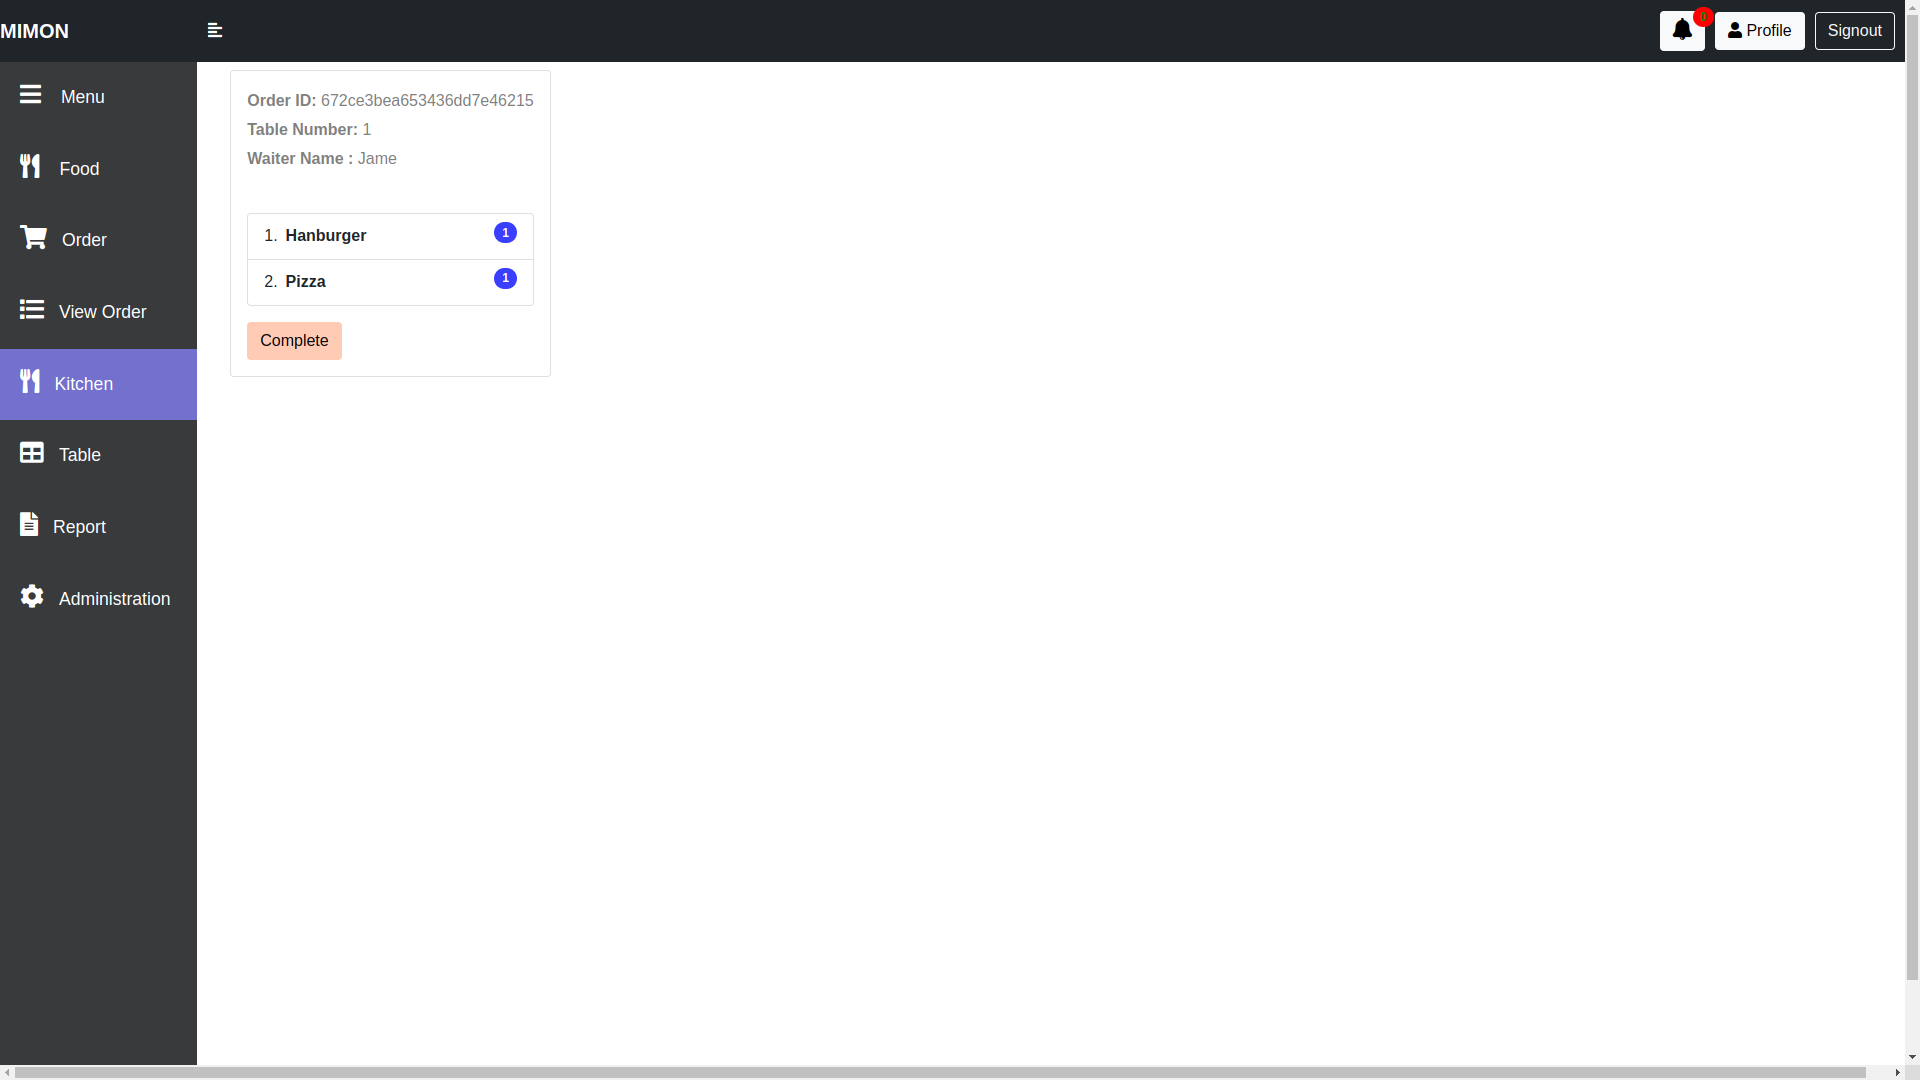 MIMON
0
Profile
Signout
Menu
Food
Order
View Order
Kitchen
Table
Report
Administration
Order ID: 672ce3bea653436dd7e46215
Table Number: 1
Waiter Name : Jame
1. Hanburger 1
2. Pizza 1
Complete